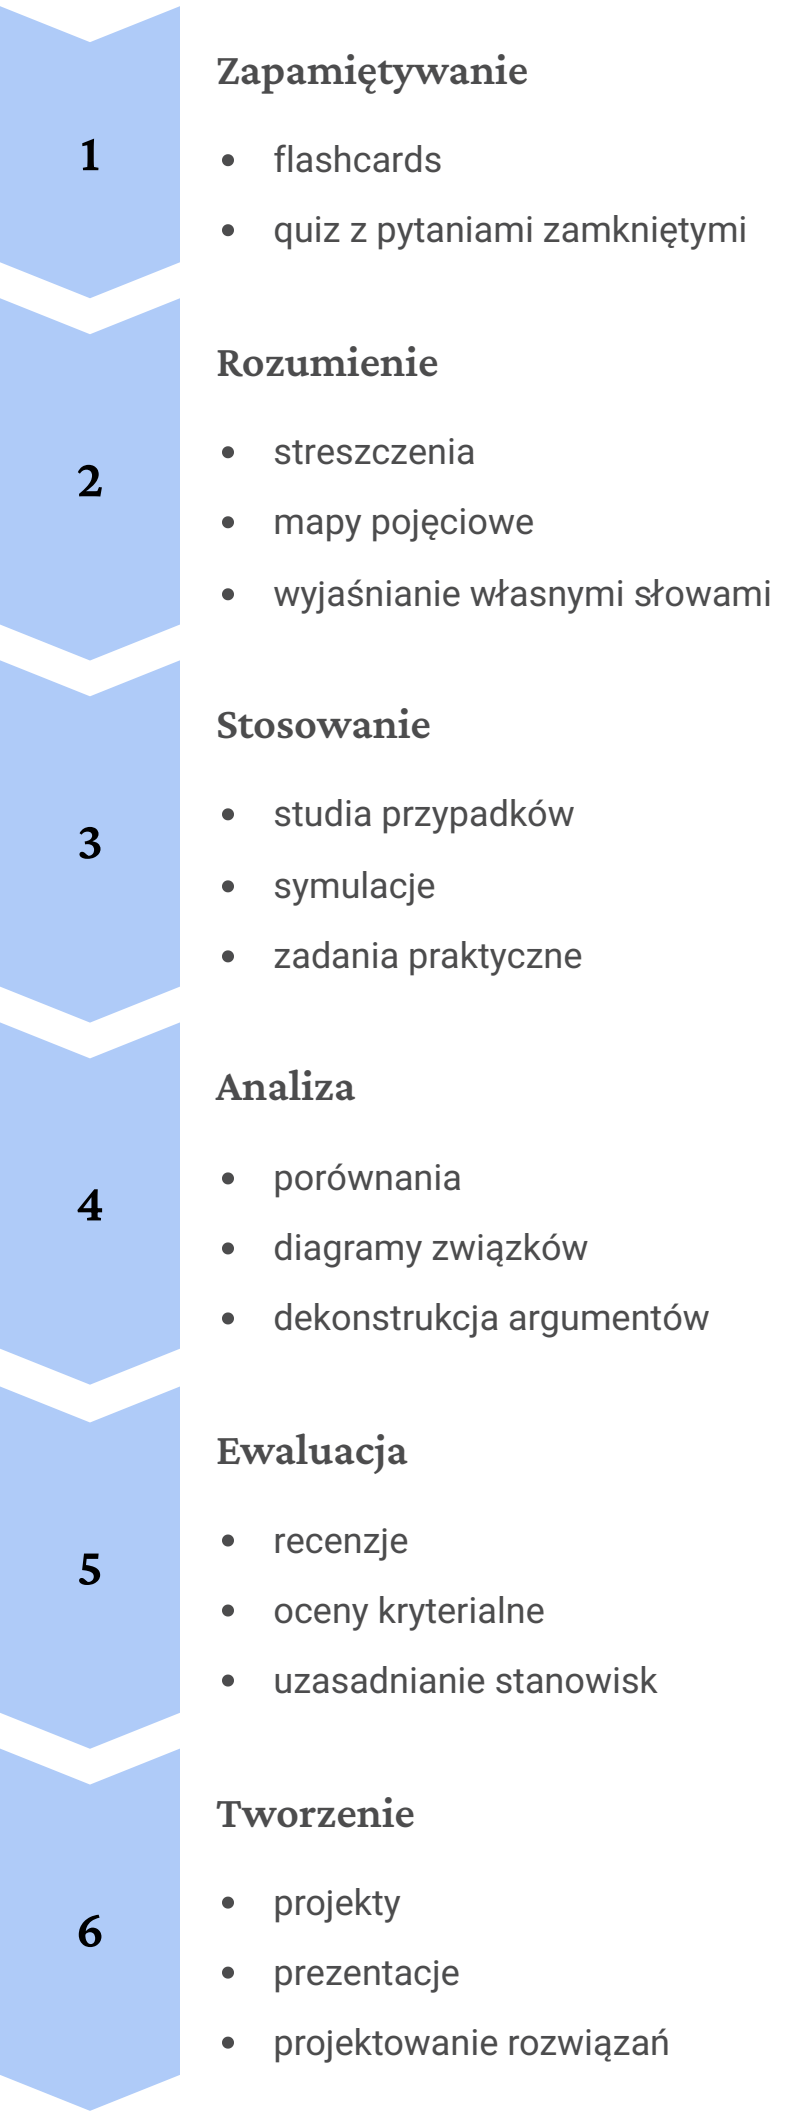 1
Zapamiętywanie
• flashcards
• quiz z pytaniami zamkniętymi
2
Rozumienie
• streszczenia
• mapy pojęciowe
• wyjaśnianie własnymi słowami
3
Stosowanie
• studia przypadków
• symulacje
• zadania praktyczne
4
Analiza
• porównania
• diagramy związków
• dekonstrukcja argumentów
5
Ewaluacja
• recenzje
• oceny kryterialne
• uzasadnianie stanowisk
6
Tworzenie
• projekty
• prezentacje
• projektowanie rozwiązań